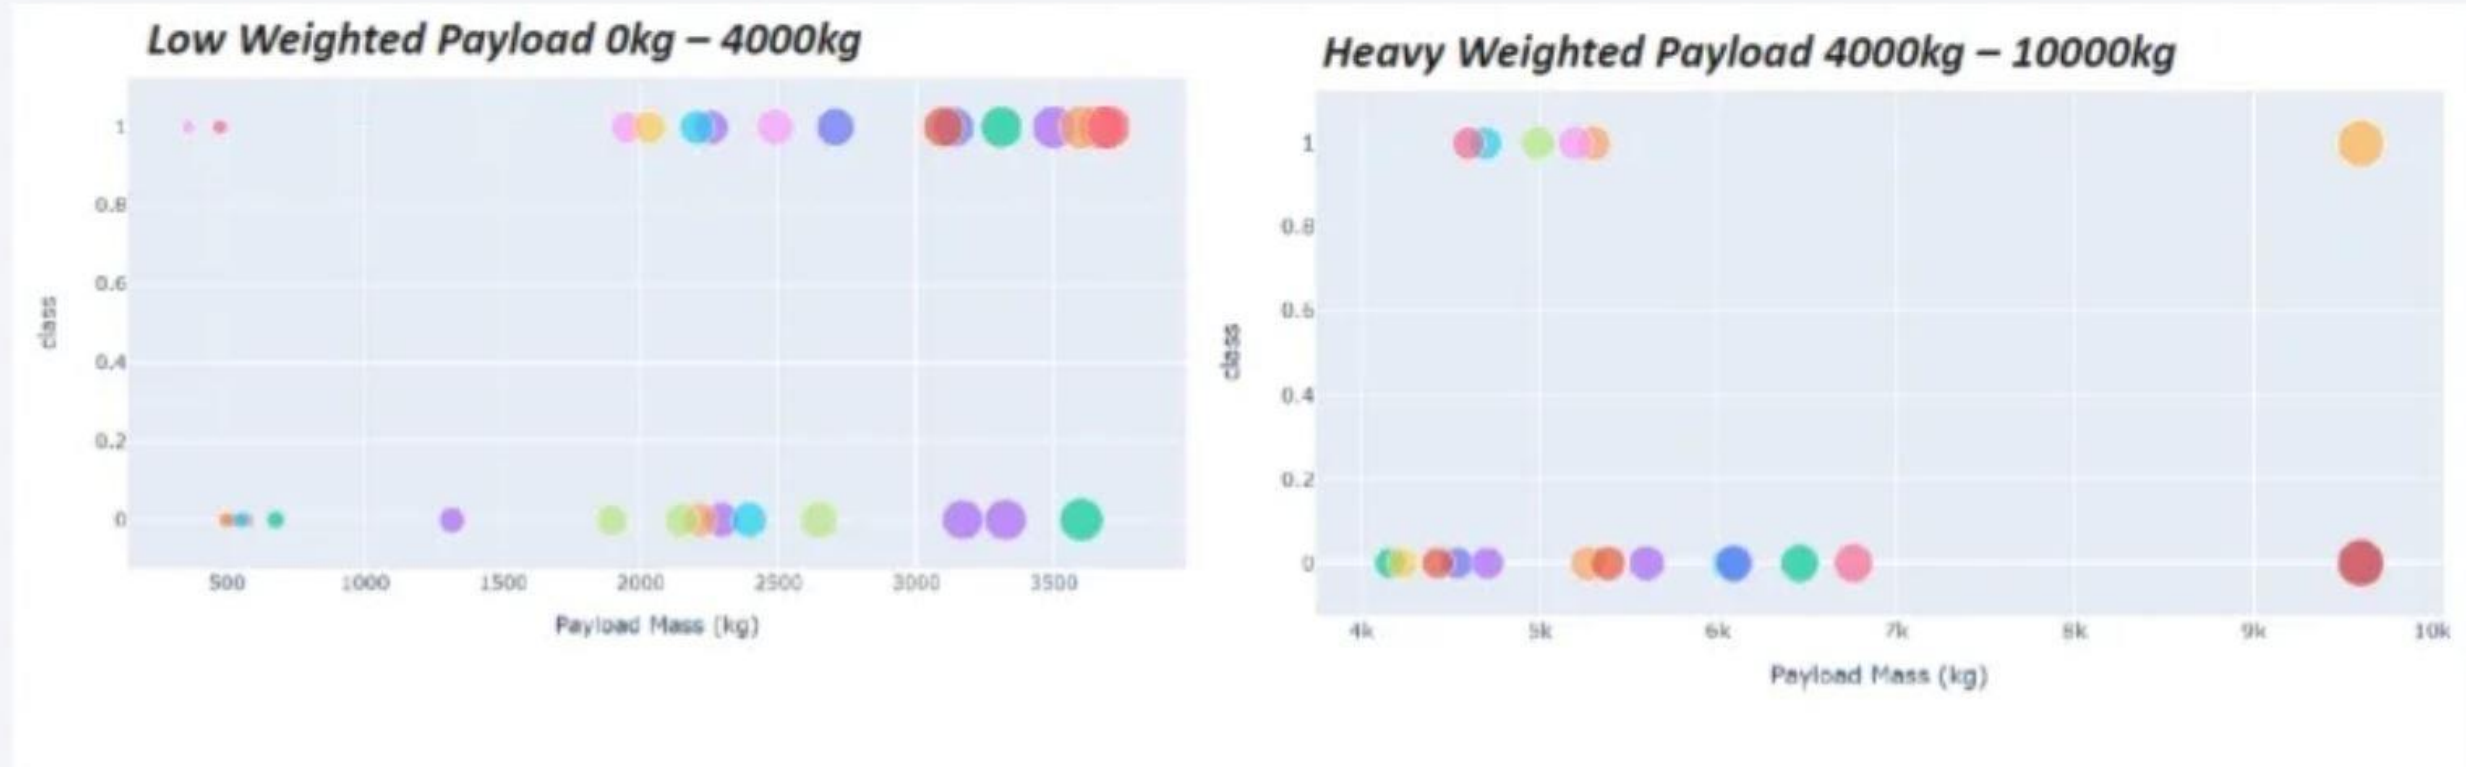 Low Weighted Payload 0kg – 4000kg
1
0.8
0.6
0.4
0.2
0
class
500
1000
1500
2000
2500
3000
3500
Payload Mass (kg)
Heavy Weighted Payload 4000kg – 10000kg
1
0.8
0.6
0.4
0.2
0
class
4k
5k
6k
7k
8k
9k
10k
Payload Mass (kg)